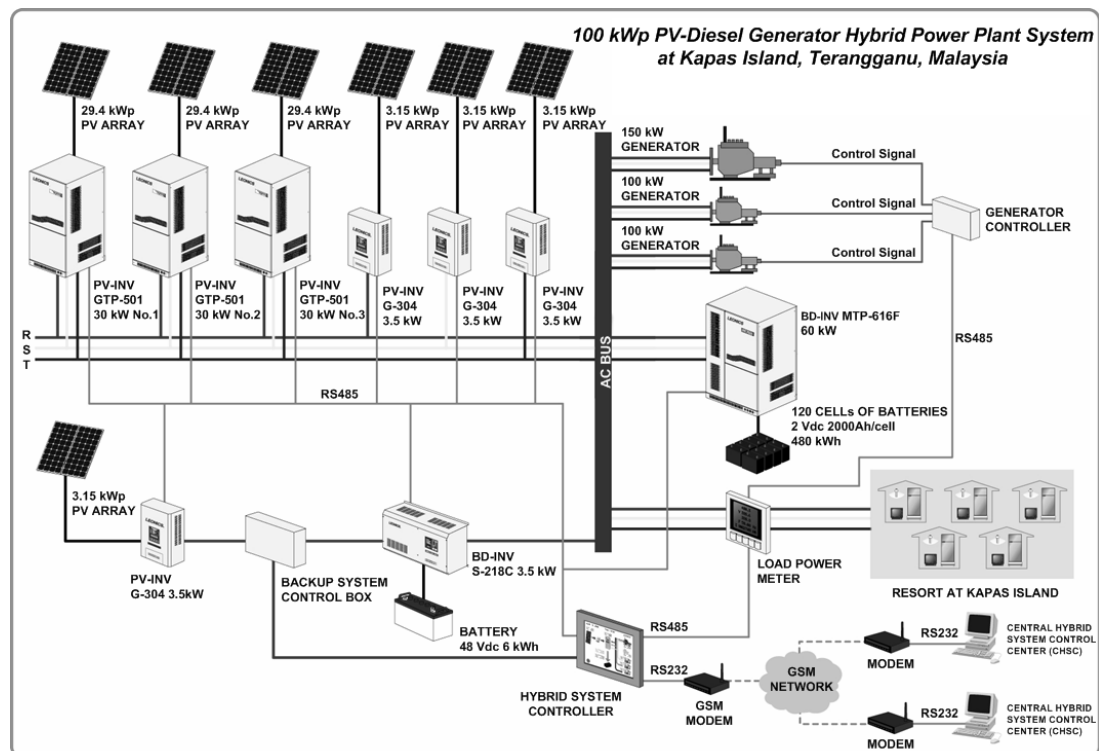 100 kWp PV-Diesel Generator Hybrid Power Plant System
at Kapas Island, Terangganu, Malaysia
29.4 kWp
PV ARRAY
29.4 kWp
PV ARRAY
29.4 kWp
PV ARRAY
3.15 kWp
PV ARRAY
3.15 kWp
PV ARRAY
3.15 kWp
PV ARRAY
150 kW
GENERATOR
Control Signal
100 kW
GENERATOR
Control Signal
100 kW
GENERATOR
Control Signal
GENERATOR
CONTROLLER
LEONICS
LEONICS
LEONICS
PV-INV
GTP-501
30 kW No.1
PV-INV
GTP-501
30 kW No.2
PV-INV
GTP-501
30 kW No.3
PV-INV
G-304
3.5 kW
PV-INV
G-304
3.5 kW
PV-INV
G-304
3.5 kW
R
S
T
AC BUS
BD-INV MTP-616F
60 kW
RS485
RS485
120 CELLs OF BATTERIES
2 Vdc 2000Ah/cell
480 kWh
3.15 kWp
PV ARRAY
PV-INV
G-304 3.5kW
BACKUP SYSTEM
CONTROL BOX
BD-INV
S-218C 3.5 kW
BATTERY
48 Vdc 6 kWh
LOAD POWER
METER
RESORT AT KAPAS ISLAND
HYBRID SYSTEM
CONTROLLER
RS485
RS232
GSM
MODEM
GSM
NETWORK
MODEM
RS232
CENTRAL HYBRID
SYSTEM CONTROL
CENTER (CHSC)
MODEM
RS232
CENTRAL HYBRID
SYSTEM CONTROL
CENTER (CHSC)